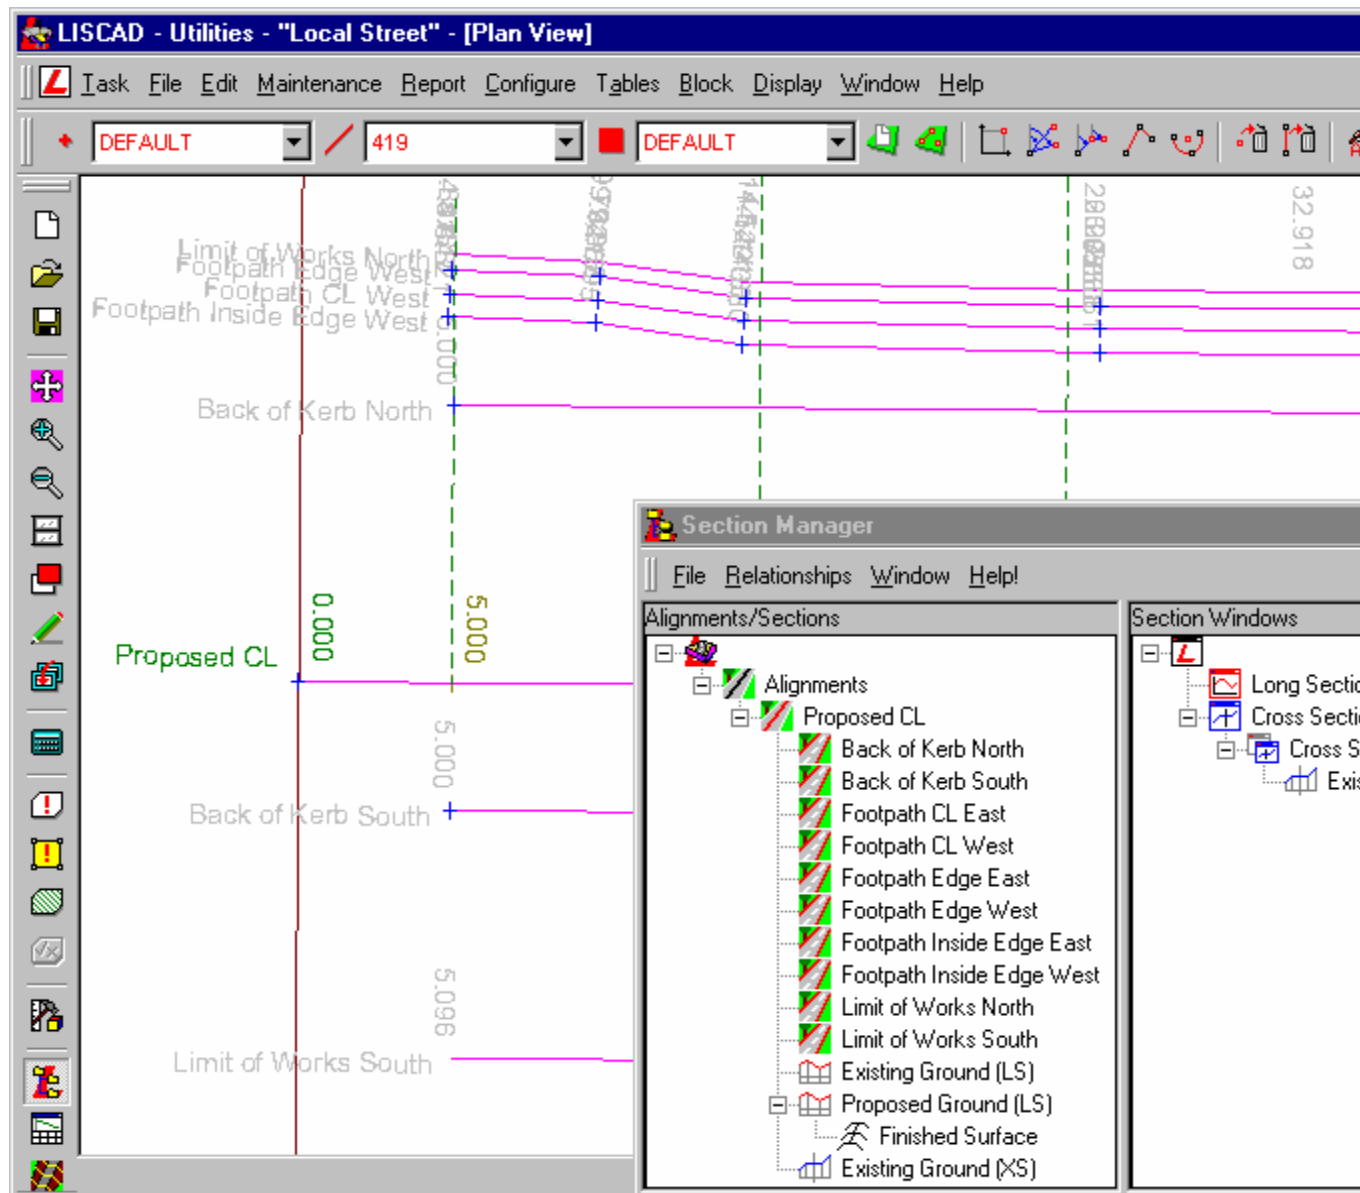 LISCAD - Utilities - "Local Street" - [Plan View]
Task File Edit Maintenance Report Configure Tables Block Display Window Help
DEFAULT 419 DEFAULT
32.918
Limit of Works North
Footpath Edge West
Footpath CL West
Footpath Inside Edge West
Back of Kerb North
0.000
5.000
Proposed CL
5.000
Back of Kerb South
5.096
Limit of Works South
Section Manager
File Relationships Window Help!
Alignments/Sections
Alignments
Proposed CL
Back of Kerb North
Back of Kerb South
Footpath CL East
Footpath CL West
Footpath Edge East
Footpath Edge West
Footpath Inside Edge East
Footpath Inside Edge West
Limit of Works North
Limit of Works South
Existing Ground (LS)
Proposed Ground (LS)
Finished Surface
Existing Ground (XS)
Section Windows
Long Sectio
Cross Secti
Cross S
Exis